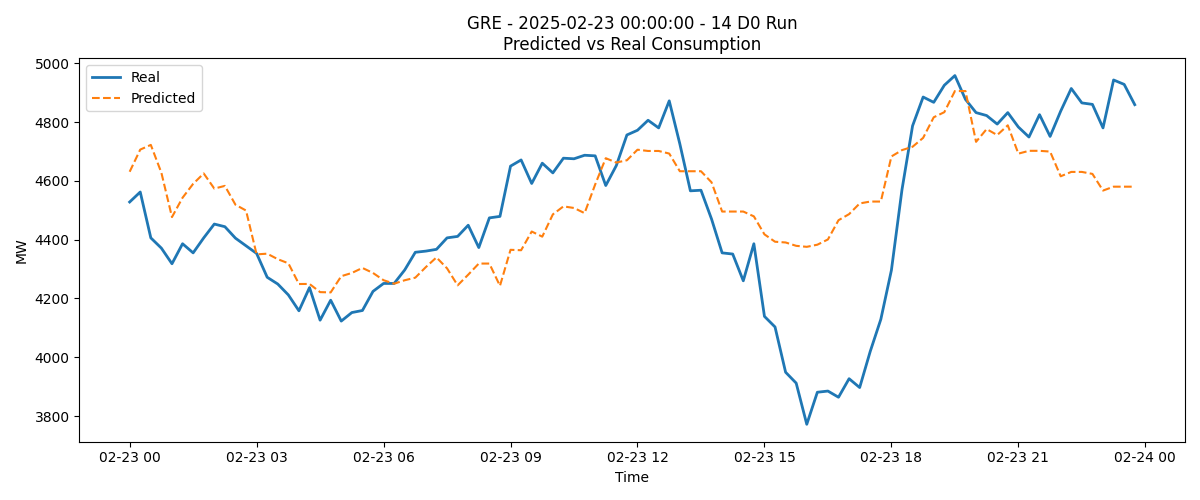 GRE - 2025-02-23 00:00:00 - 14 D0 Run
Predicted vs Real Consumption
Real
Predicted
5000
4800
4600
4400
4200
4000
3800
MW
02-23 00
02-23 03
02-23 06
02-23 09
02-23 12
02-23 15
02-23 18
02-23 21
02-24 00
Time